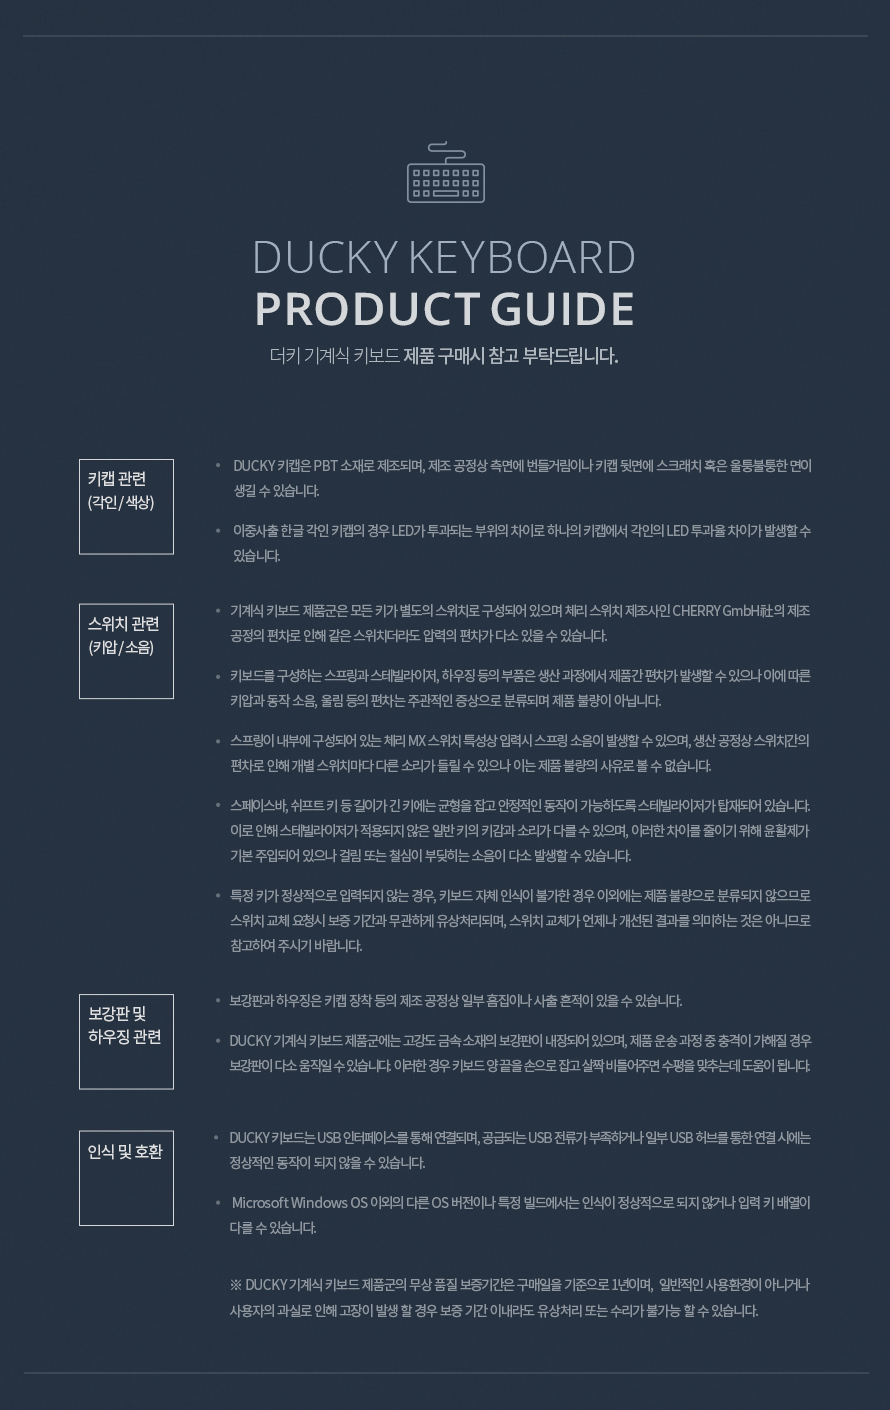 DUCKY KEYBOARD
PRODUCT GUIDE
더키 기계식 키보드 제품 구매시 참고 부탁드립니다.
키캡 관련
(각인 / 색상)
• DUCKY 키캡은 PBT 소재로 제조되며, 제조 공정상 측면에 번들거림이나 키캡 뒷면에 스크래치 혹은 울퉁불퉁한 면이
생길 수 있습니다.
• 이중사출 한글 각인 키캡의 경우 LED가 투과되는 부위의 차이로 하나의 키캡에서 각인의 LED 투과율 차이가 발생할 수
있습니다.
스위치 관련
(키압 / 소음)
• 기계식 키보드 제품군은 모든 키가 별도의 스위치로 구성되어 있으며 체리 스위치 제조사인 CHERRY GmbH社의 제조
공정의 편차로 인해 같은 스위치더라도 압력의 편차가 다소 있을 수 있습니다.
• 키보드를 구성하는 스프링과 스테빌라이저, 하우징 등의 부품은 생산 과정에서 제품간 편차가 발생할 수 있으나 이에 따른
키압과 동작 소음, 울림 등의 편차는 주관적인 증상으로 분류되며 제품 불량이 아닙니다.
• 스프링이 내부에 구성되어 있는 체리 MX 스위치 특성상 입력시 스프링 소음이 발생할 수 있으며, 생산 공정상 스위치간의
편차로 인해 개별 스위치마다 다른 소리가 들릴 수 있으나 이는 제품 불량의 사유로 볼 수 없습니다.
• 스페이스바, 쉬프트 키 등 길이가 긴 키에는 균형을 잡고 안정적인 동작이 가능하도록 스테빌라이저가 탑재되어 있습니다.
이로 인해 스테빌라이저가 적용되지 않은 일반 키의 키감과 소리가 다를 수 있으며, 이러한 차이를 줄이기 위해 윤활제가
기본 주입되어 있으나 걸림 또는 철심이 부딪히는 소음이 다소 발생할 수 있습니다.
• 특정 키가 정상적으로 입력되지 않는 경우, 키보드 자체 인식이 불가한 경우 이외에는 제품 불량으로 분류되지 않으므로
스위치 교체 요청시 보증 기간과 무관하게 유상처리되며, 스위치 교체가 언제나 개선된 결과를 의미하는 것은 아니므로
참고하여 주시기 바랍니다.
보강판 및
하우징 관련
• 보강판과 하우징은 키캡 장착 등의 제조 공정상 일부 흠집이나 사출 흔적이 있을 수 있습니다.
• DUCKY 기계식 키보드 제품군에는 고강도 금속 소재의 보강판이 내장되어 있으며, 제품 운송 과정 중 충격이 가해질 경우
보강판이 다소 움직일 수 있습니다. 이러한 경우 키보드 양 끝을 손으로 잡고 살짝 비틀어주면 수평을 맞추는데 도움이 됩니다.
인식 및 호환
• DUCKY 키보드는 USB 인터페이스를 통해 연결되며, 공급되는 USB 전류가 부족하거나 일부 USB 허브를 통한 연결 시에는
정상적인 동작이 되지 않을 수 있습니다.
• Microsoft Windows OS 이외의 다른 OS 버전이나 특정 빌드에서는 인식이 정상적으로 되지 않거나 입력 키 배열이
다를 수 있습니다.
※ DUCKY 기계식 키보드 제품군의 무상 품질 보증기간은 구매일을 기준으로 1년이며, 일반적인 사용환경이 아니거나
사용자의 과실로 인해 고장이 발생 할 경우 보증 기간 이내라도 유상처리 또는 수리가 불가능 할 수 있습니다.